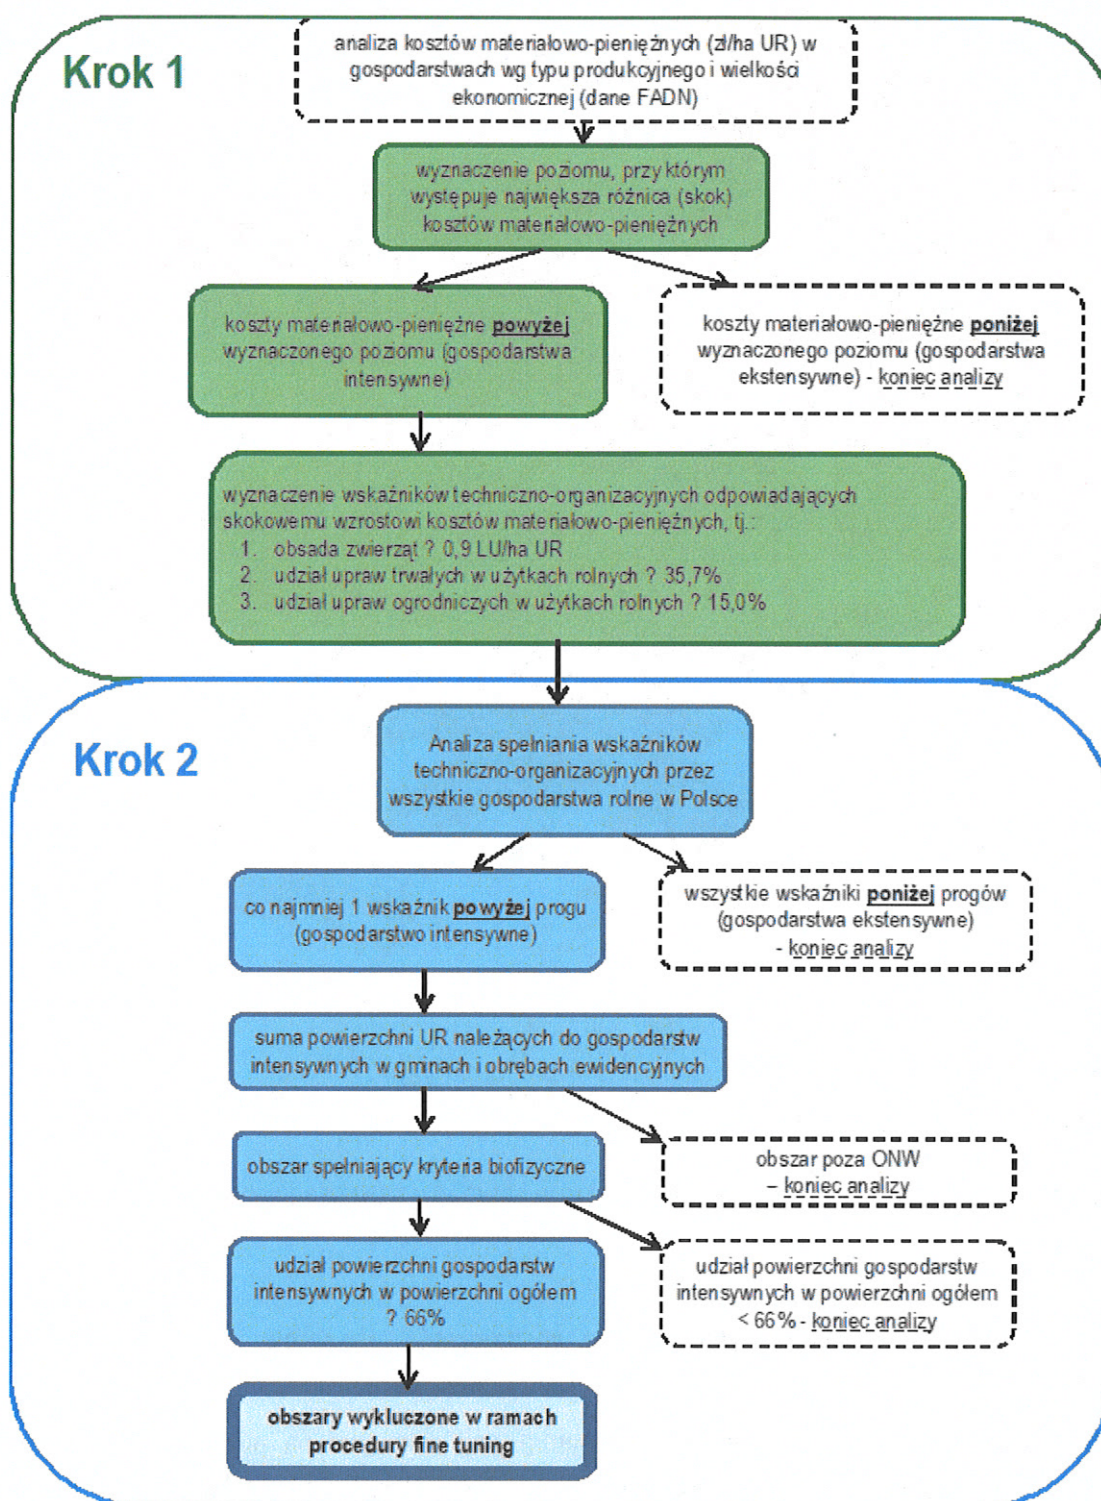 Krok 1
analiza kosztów materiałowo-pieniężnych (zł/ha UR) w
gospodarstwach wg typu produkcyjnego i wielkości
ekonomicznej (dane FADN)
wyznaczenie poziomu, przy którym
występuje największa różnica (skok)
kosztów materiałowo-pieniężnych
koszty materiałowo-pieniężne powyżej
wyznaczonego poziomu (gospodarstwa
intensywne)
koszty materiałowo-pieniężne poniżej
wyznaczonego poziomu (gospodarstwa
ekstensywne) - koniec analizy
wyznaczenie wskaźników techniczno-organizacyjnych odpowiadających
skokowemu wzrostowi kosztów materiałowo-pieniężnych, tj.:
1. obsada zwierząt ? 0,9 LU/ha UR
2. udział upraw trwałych w użytkach rolnych ? 35,7%
3. udział upraw ogrodniczych w użytkach rolnych ? 15,0%
Krok 2
Analiza spełniania wskaźników
techniczno-organizacyjnych przez
wszystkie gospodarstwa rolne w Polsce
co najmniej 1 wskaźnik powyżej progu
(gospodarstwo intensywne)
wszystkie wskaźniki poniżej progów
(gospodarstwa ekstensywne)
- koniec analizy
suma powierzchni UR należących do gospodarstw
intensywnych w gminach i obrębach ewidencyjnych
obszar spełniający kryteria biofizyczne
obszar poza ONW
– koniec analizy
udział powierzchni gospodarstw
intensywnych w powierzchni ogółem
? 66%
udział powierzchni gospodarstw
intensywnych w powierzchni ogółem
< 66% - koniec analizy
obszary wykluczone w ramach
procedury fine tuning